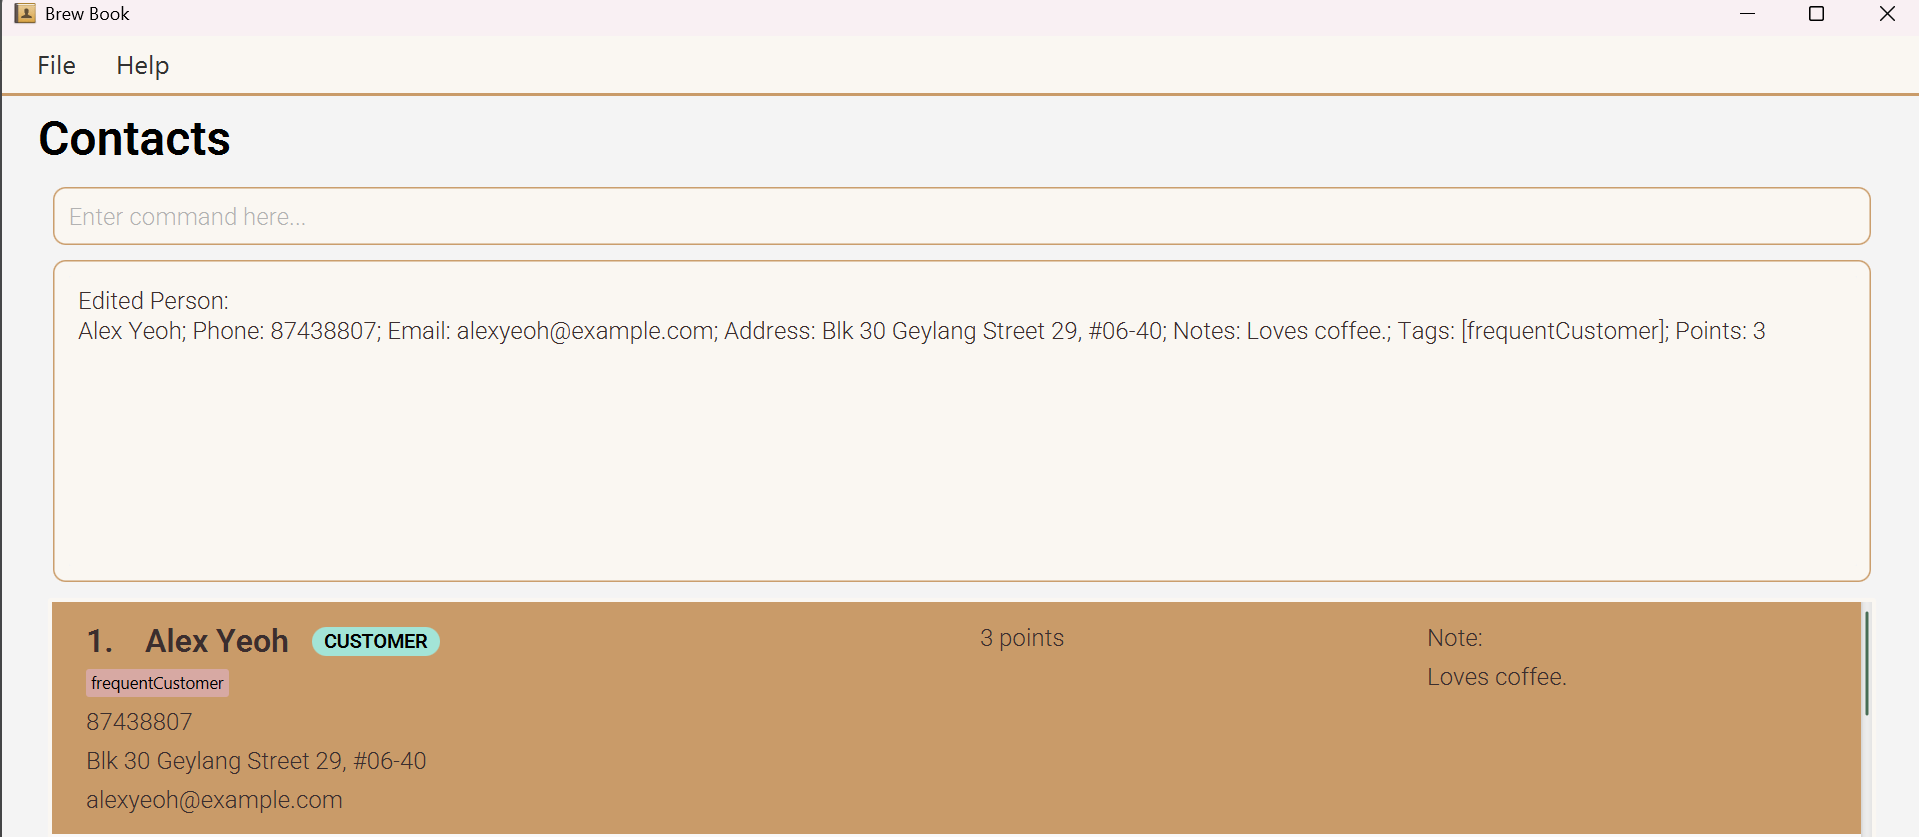 Brew Book
File Help
Contacts
Enter command here...
Edited Person:
Alex Yeoh; Phone: 87438807; Email: alexyeoh@example.com; Address: Blk 30 Geylang Street 29, #06-40; Notes: Loves coffee.; Tags: [frequentCustomer]; Points: 3
1. Alex Yeoh CUSTOMER 3 points Note:
frequentCustomer Loves coffee.
87438807
Blk 30 Geylang Street 29, #06-40
alexyeoh@example.com